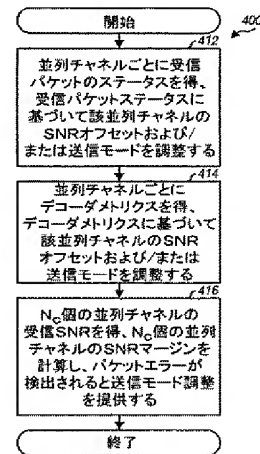 開始
400
412
並列チャネルごとに受信
パケットのステータスを得、
受信パケットステータスに
基づいて該並列チャネルの
SNRオフセットおよび/
または送信モードを調整する
414
並列チャネルごとに
デコーダメトリクスを得、
デコーダメトリクスに基づいて
該並列チャネルのSNR
オフセットおよび/または
送信モードを調整する
416
NC個の並列チャネルの
受信SNRを得、NC個の並列
チャネルのSNRマージンを
計算し、パケットエラーが
検出されると送信モード調整
を提供する
終了